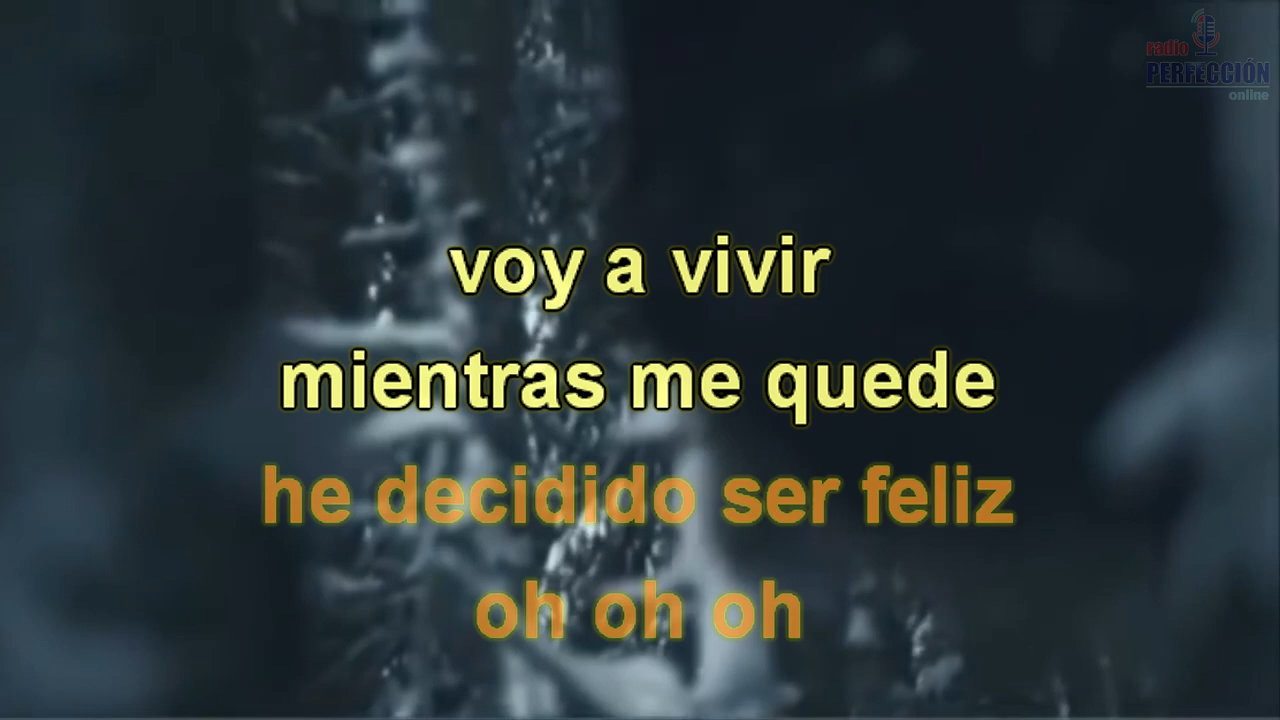 radio
PERFECCIÓN
online
voy a vivir
mientras me quede
he decidido ser feliz
oh oh oh